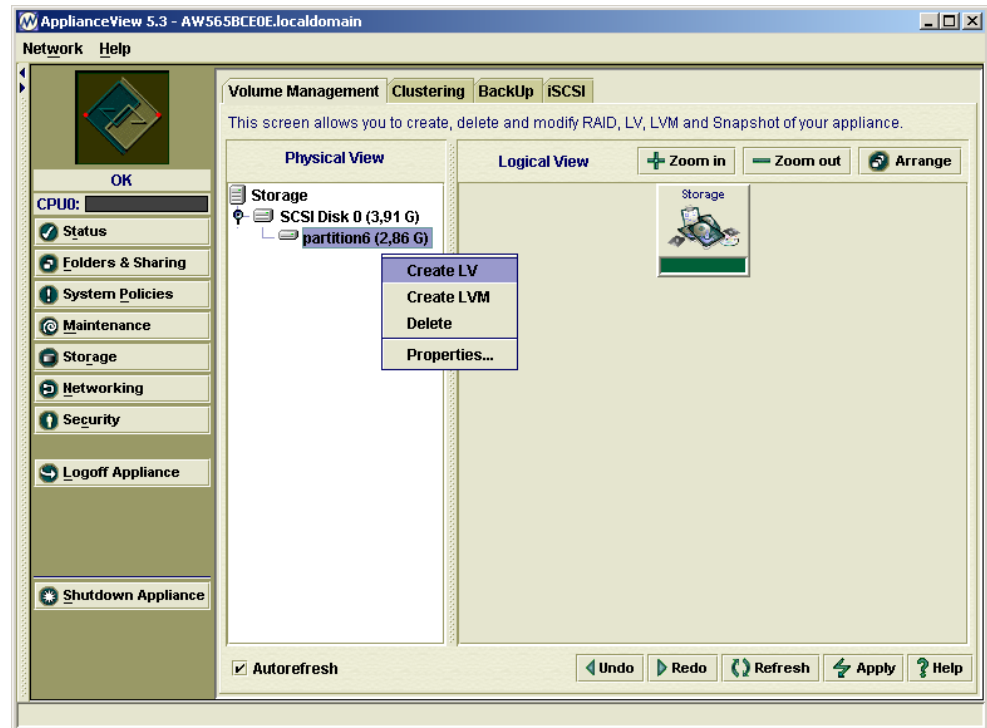 ApplianceView 5.3 - AW565BCE0E.localdomain
Network Help
OK
CPU0:
Status
Folders & Sharing
System Policies
Maintenance
Storage
Networking
Security
Logoff Appliance
Shutdown Appliance
Volume Management Clustering BackUp iSCSI
This screen allows you to create, delete and modify RAID, LV, LVM and Snapshot of your appliance.
Physical View
Storage
SCSI Disk 0 (3,91 G)
partition6 (2,86 G)
Create LV
Create LVM
Delete
Properties...
Logical View Zoom in Zoom out Arrange
Storage
Autorefresh Undo Redo Refresh Apply Help